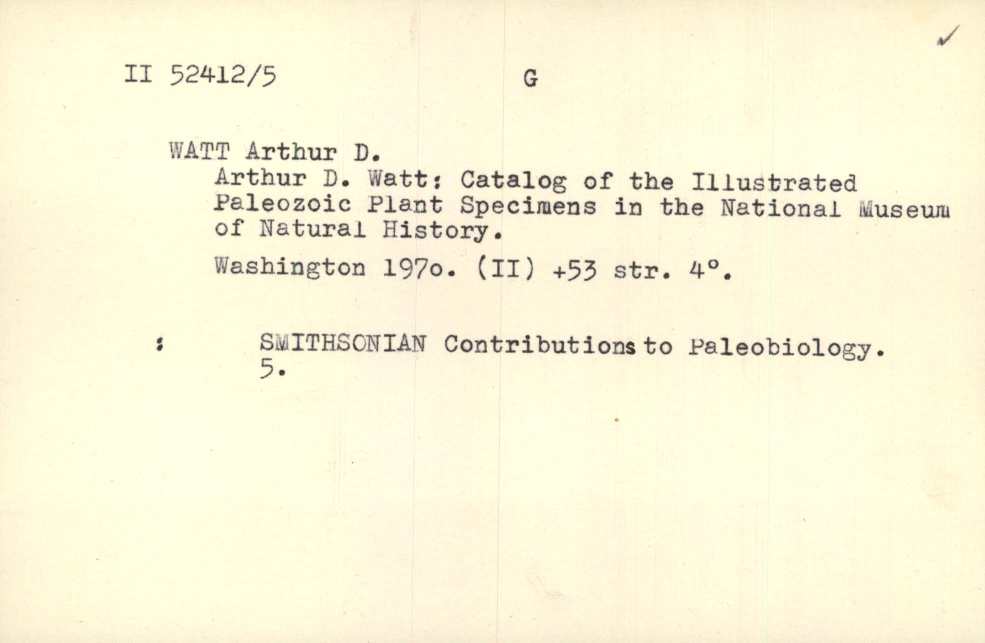 II 52412/5 G
WATT Arthur D.
Arthur D. Watt: Catalog of the Illustrated
Paleozoic Plant Specimens in the National Museum
of Natural History.
Washington 197o. (II) +53 str. 4°.
: SMITHSONIAN Contributions to Paleobiology.
5.